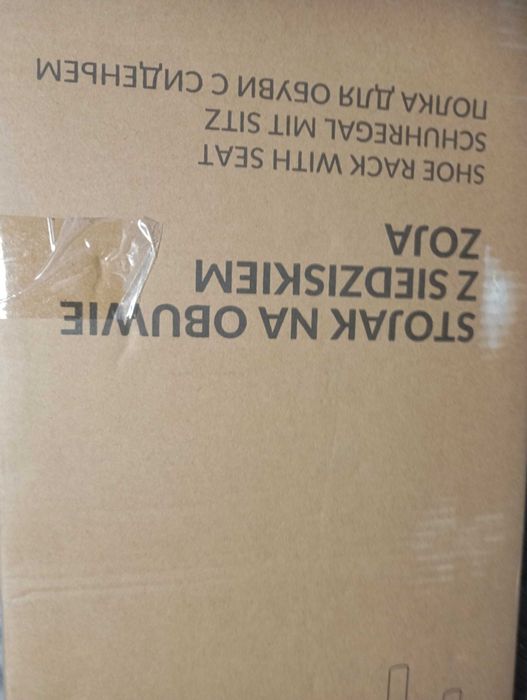 STOJAK NA OBUWIE
Z SIEDZISKIEM
ZOJA
SHOE RACK WITH SEAT
SCHUHREGAL MIT SITZ
ПОЛКА ДЛЯ ОБУВИ С СИДЕНЬЕМ